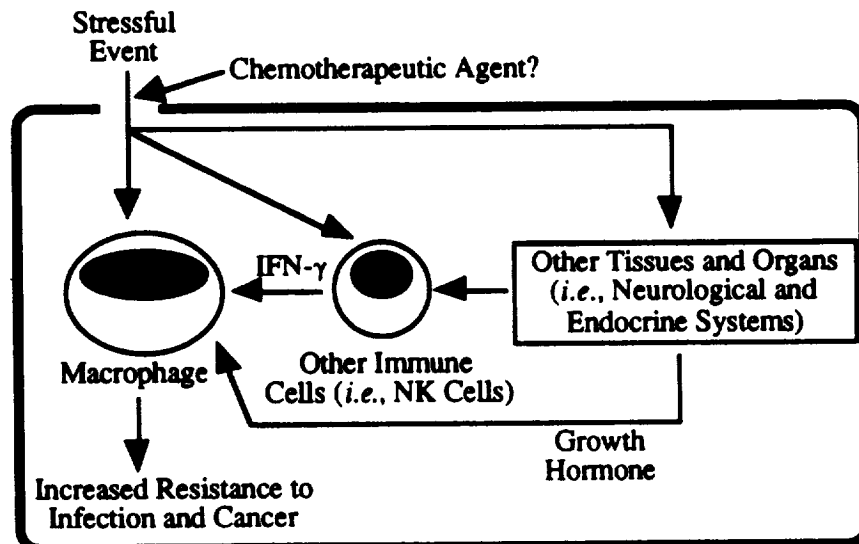 Stressful
Event
Chemotherapeutic Agent?
IFN-γ
Other Tissues and Organs
(i.e., Neurological and
Endocrine Systems)
Macrophage
Other Immune
Cells (i.e., NK Cells)
Growth
Hormone
Increased Resistance to
Infection and Cancer